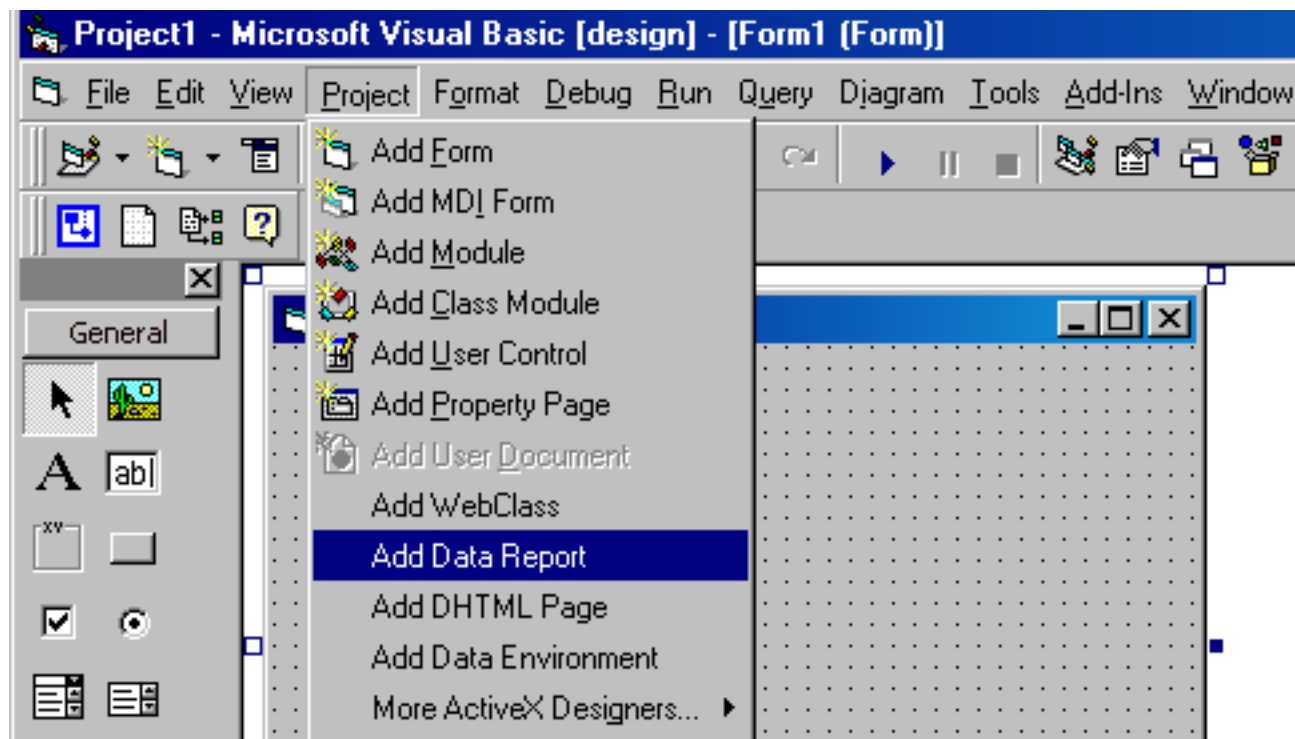 Project1 - Microsoft Visual Basic [design] - [Form1 (Form)]
File Edit View Project Format Debug Run Query Diagram Tools Add-Ins Window
Add Form
Add MDI Form
Add Module
Add Class Module
General
Add User Control
Add Property Page
Add User Document
A ab
Add WebClass
xy
Add Data Report
Add DHTML Page
Add Data Environment
More ActiveX Designers...